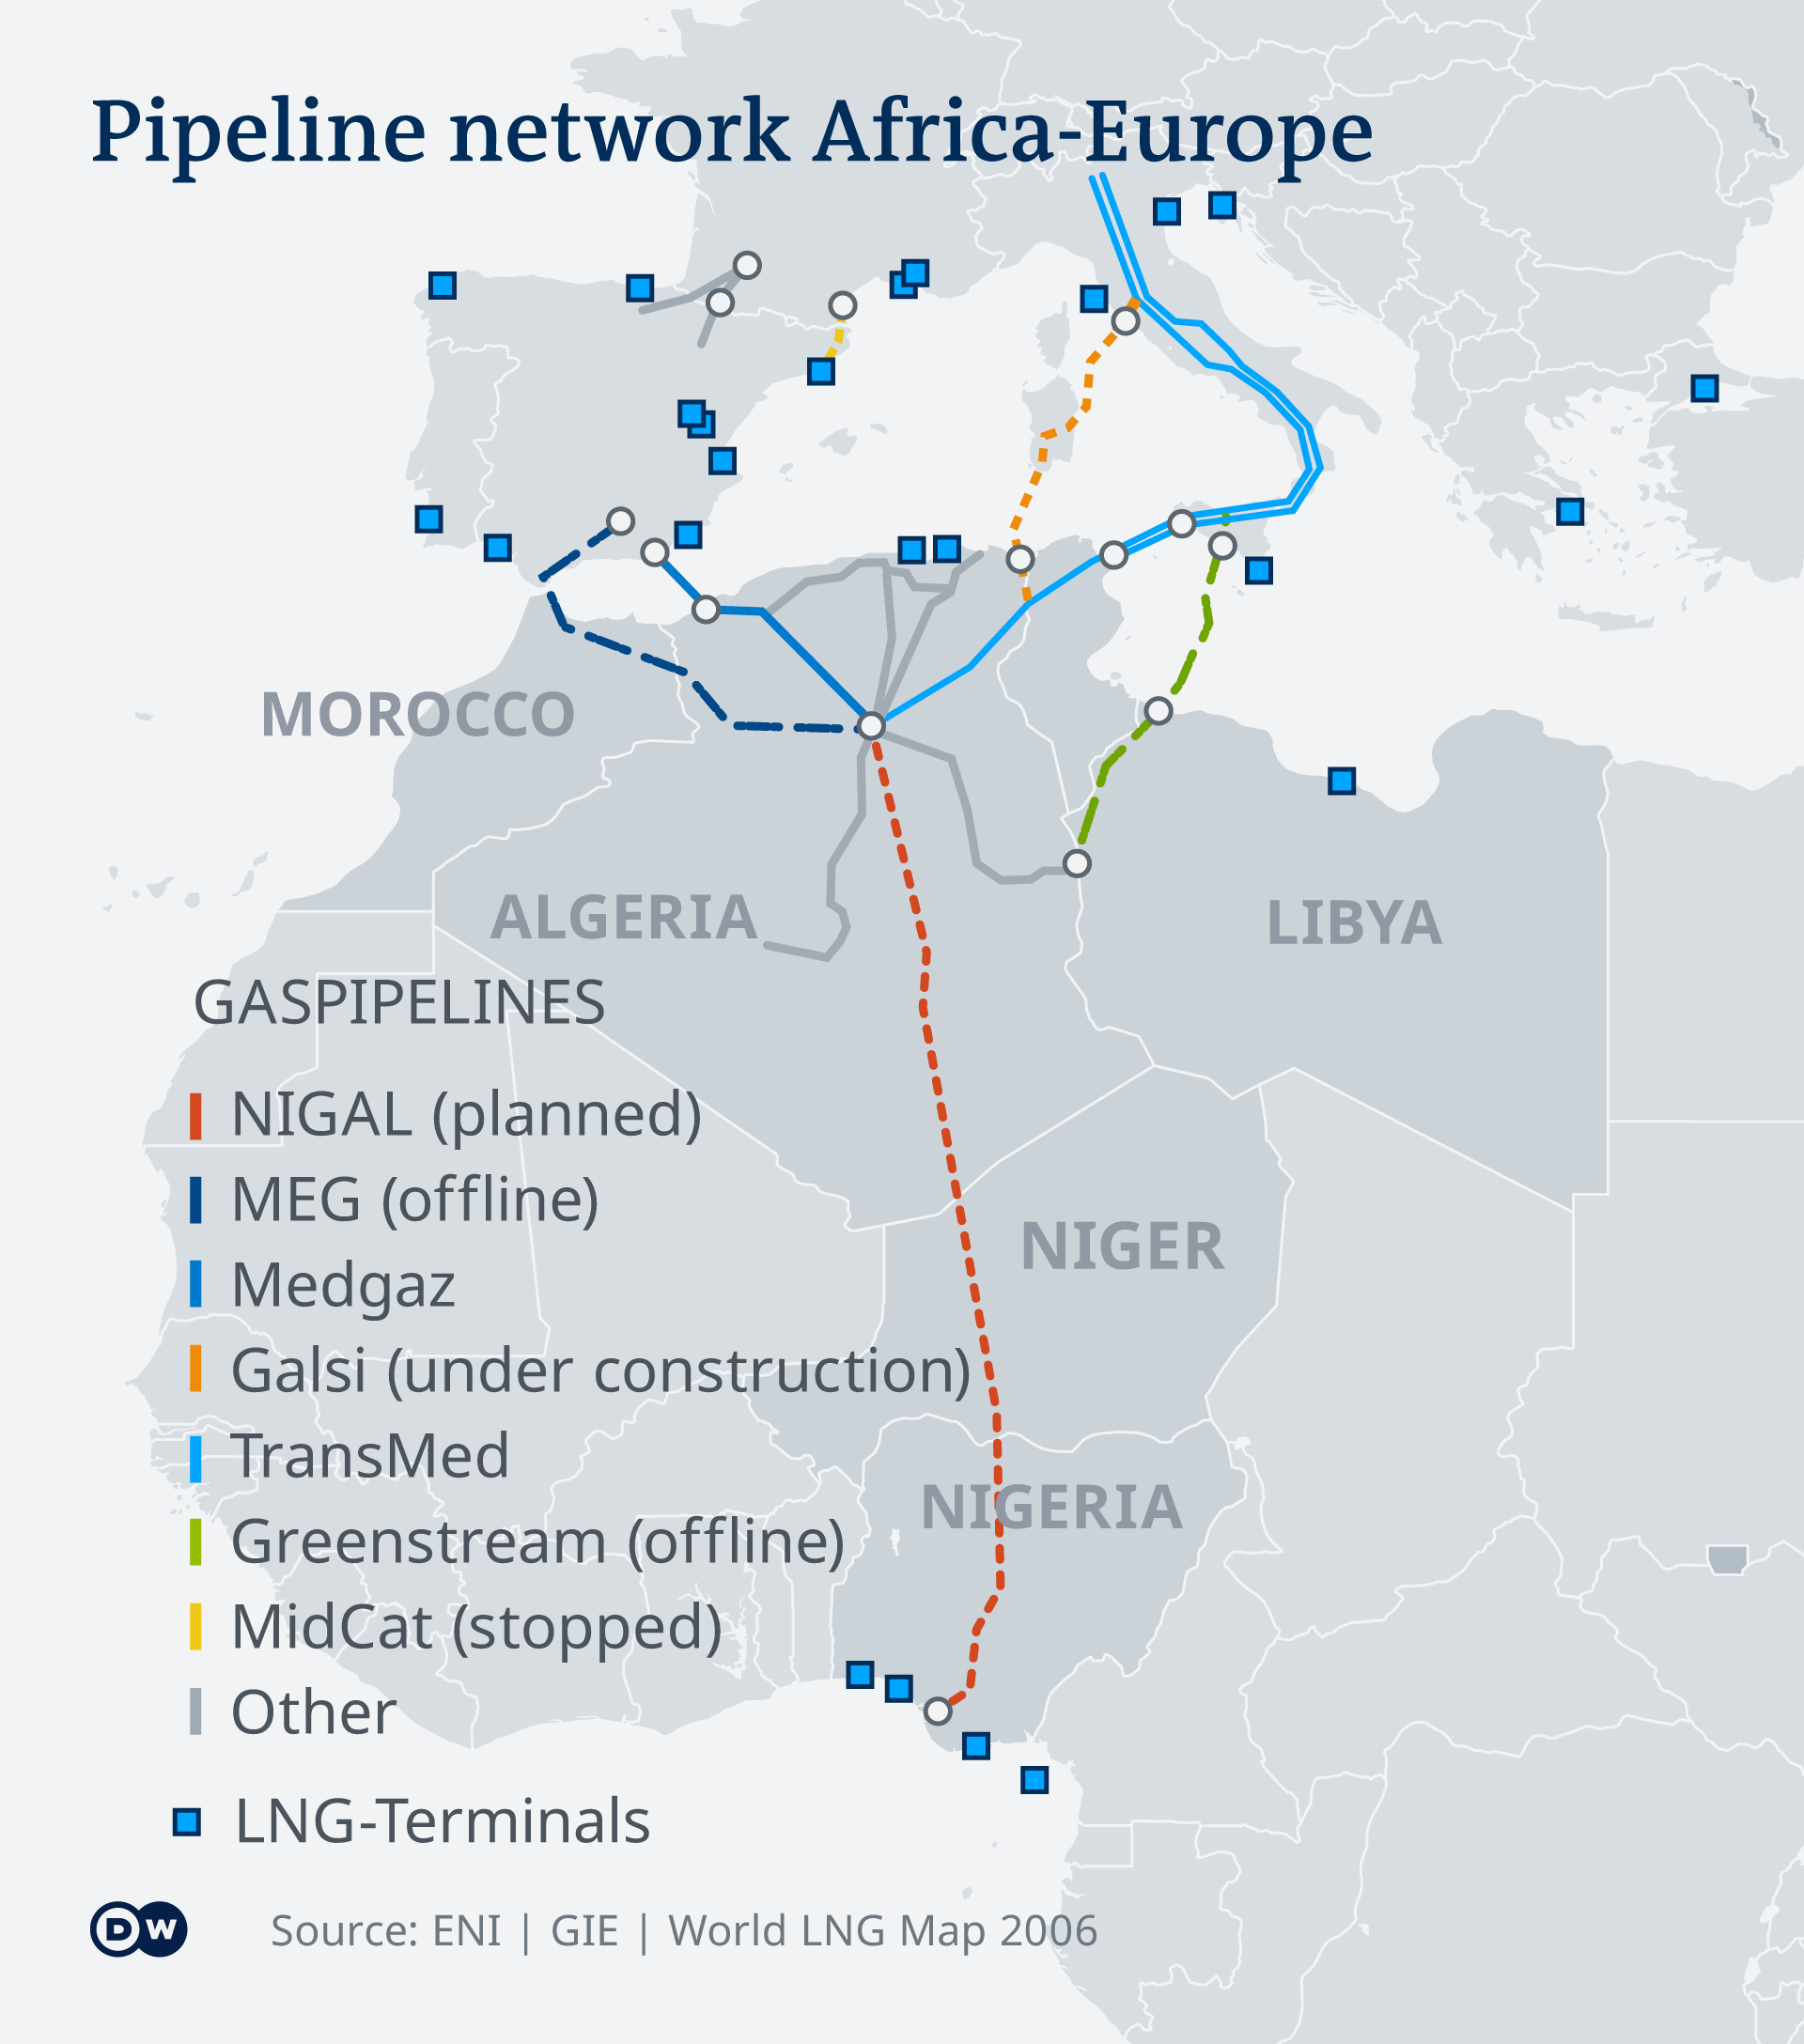 Pipeline network Africa-Europe
MOROCCO
ALGERIA
LIBYA
GASPIPELINES
NIGAL (planned)
MEG (offline)
NIGER
Medgaz
Galsi (under construction)
TransMed
NIGERIA
Greenstream (offline)
MidCat (stopped)
Other
LNG-Terminals
DW
Source: ENI | GIE | World LNG Map 2006